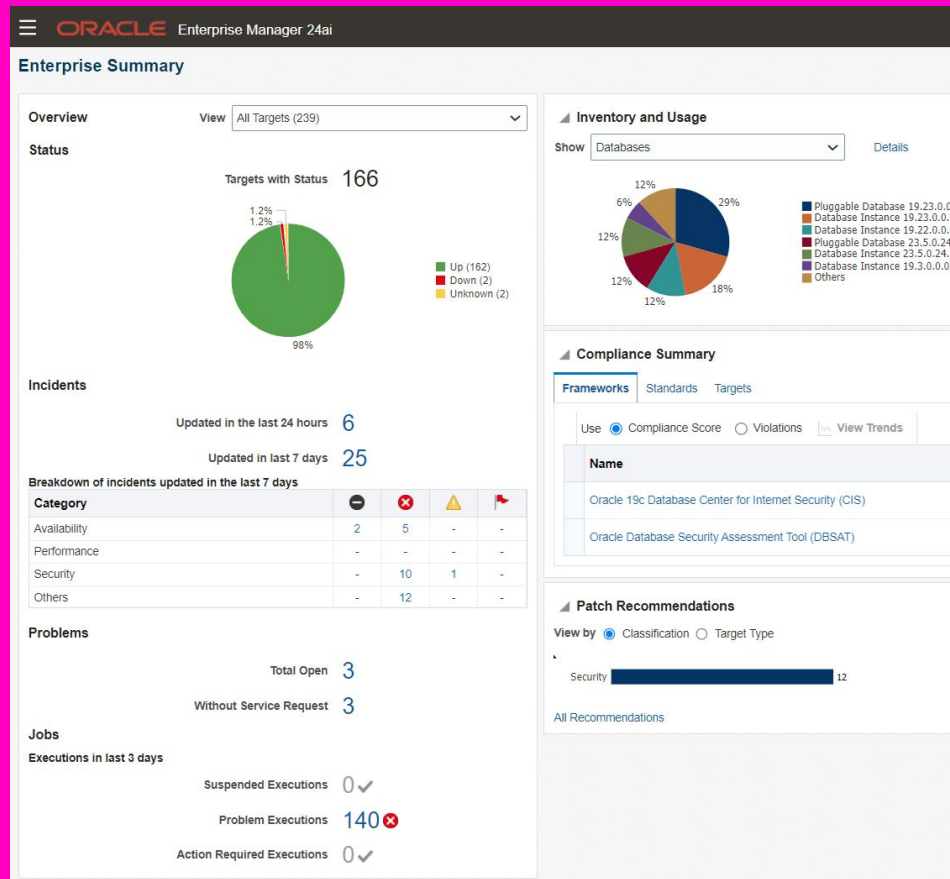 ORACLE Enterprise Manager 24ai
Enterprise Summary
Overview View All Targets (239)
Status
Targets with Status 166
1.2%
1.2%
98%
Up (162)
Down (2)
Unknown (2)
Incidents
Updated in the last 24 hours 6
Updated in last 7 days 25
Breakdown of incidents updated in the last 7 days
Category
Availability 2 5 - -
Performance - - - -
Security - 10 1 -
Others - 12 - -
Problems
Total Open 3
Without Service Request 3
Jobs
Executions in last 3 days
Suspended Executions 0
Problem Executions 140
Action Required Executions 0
Inventory and Usage
Show Databases Details
12%
6% 29%
12%
12% 18%
12%
Pluggable Database 19.23.0.0
Database Instance 19.23.0.0.
Database Instance 19.22.0.0.
Pluggable Database 23.5.0.24
Database Instance 23.5.0.24.
Database Instance 19.3.0.0.0
Others
Compliance Summary
Frameworks Standards Targets
Use Compliance Score Violations View Trends
Name
Oracle 19c Database Center for Internet Security (CIS)
Oracle Database Security Assessment Tool (DBSAT)
Patch Recommendations
View by Classification Target Type
Security 12
All Recommendations